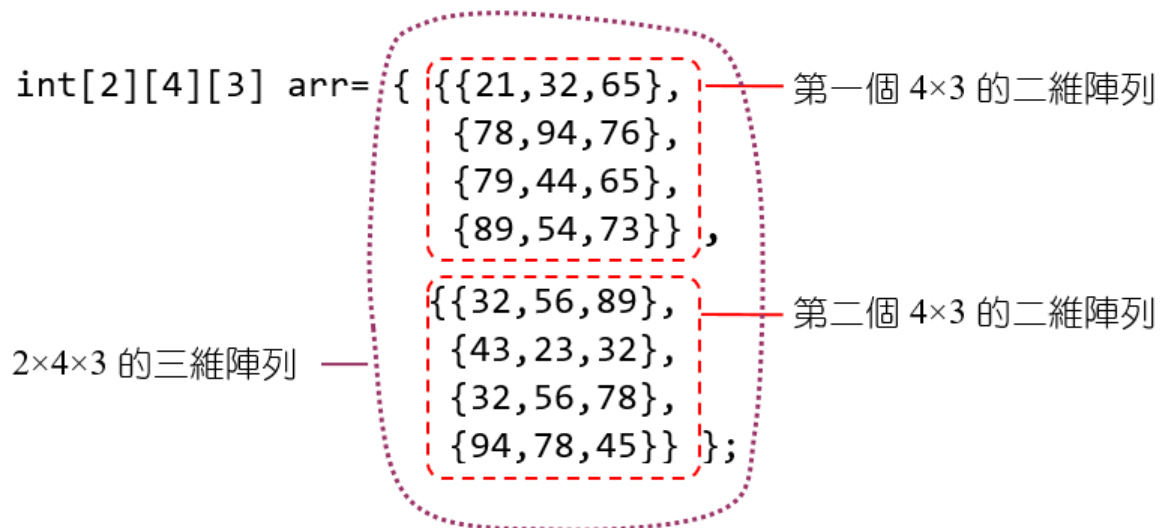 int[2][4][3] arr= { {{21,32,65}, 第一個 4×3 的二維陣列
{78,94,76},
{79,44,65},
{89,54,73}} ,
{{32,56,89}, 第二個 4×3 的二維陣列
{43,23,32},
2×4×3 的三維陣列
{32,56,78},
{94,78,45}} };